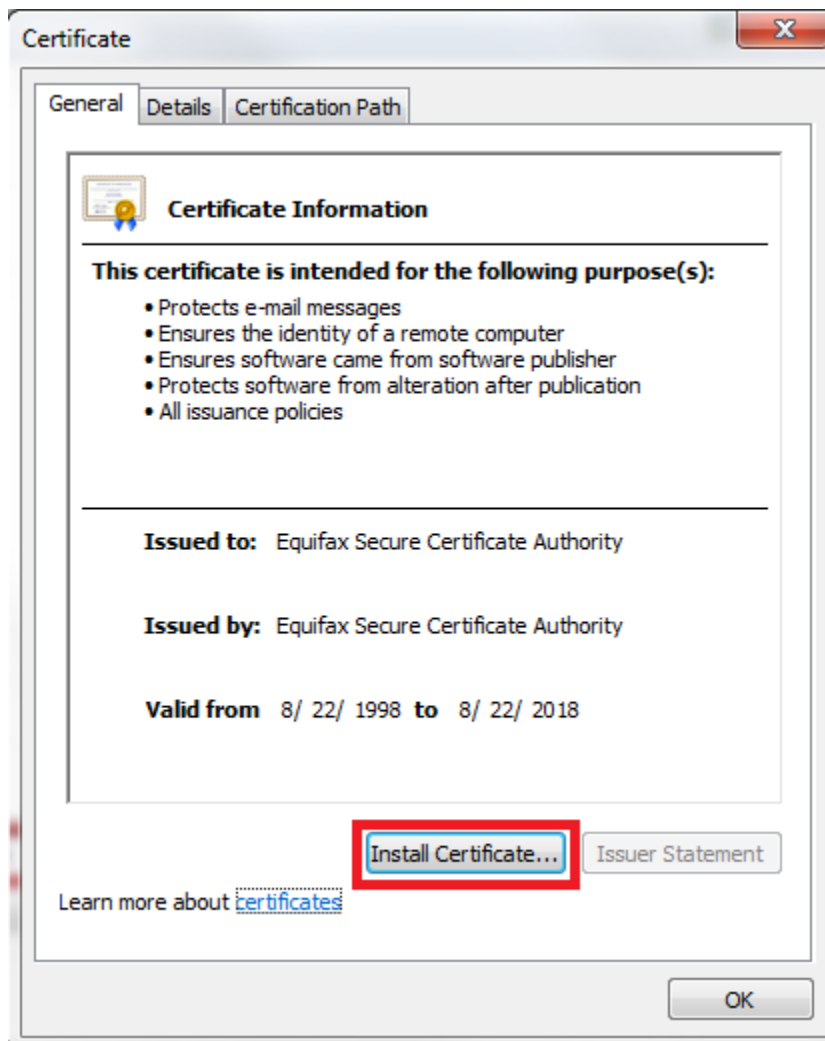 Certificate
General Details Certification Path
Certificate Information
This certificate is intended for the following purpose(s):
• Protects e-mail messages
• Ensures the identity of a remote computer
• Ensures software came from software publisher
• Protects software from alteration after publication
• All issuance policies
Issued to: Equifax Secure Certificate Authority
Issued by: Equifax Secure Certificate Authority
Valid from 8/ 22/ 1998 to 8/ 22/ 2018
Install Certificate... Issuer Statement
Learn more about certificates
OK